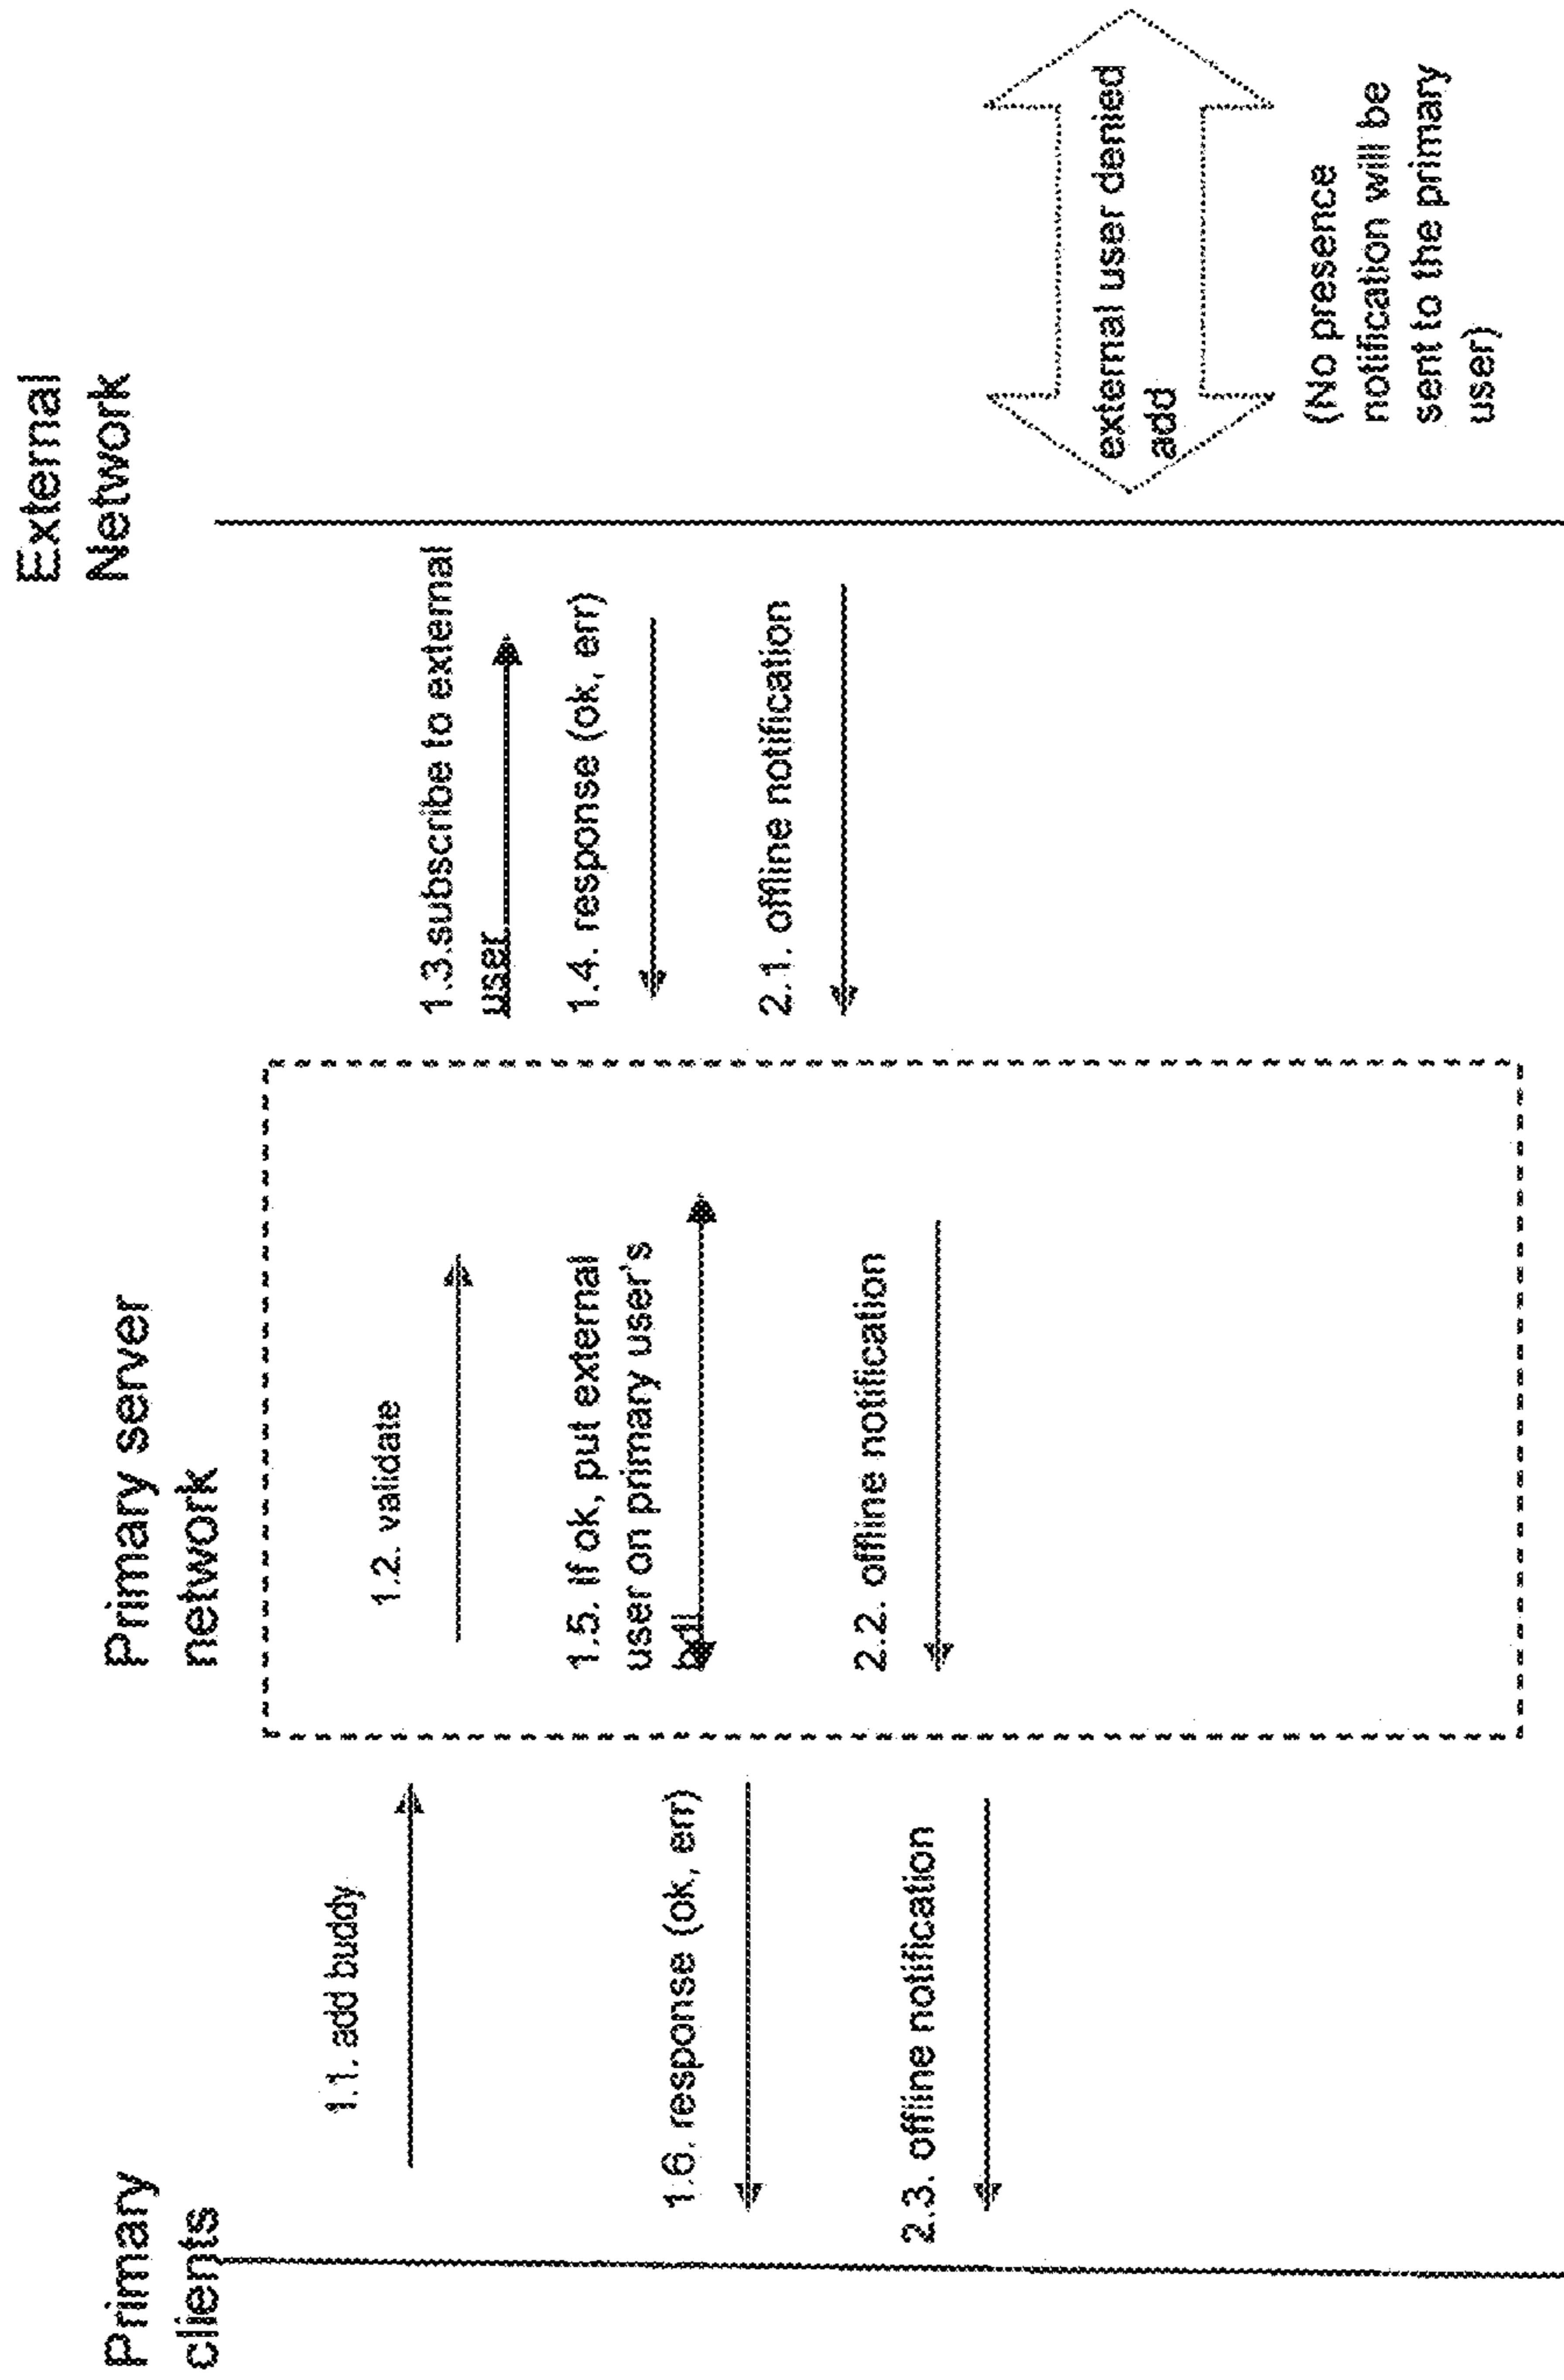 Primary
clients
Primary server
network
External
Network
1.1. add buddy
1.2. validate
1.3.subscribe to external
user
1.4. response (ok, err)
1.5. If ok, put external
user on primary user's
bdl
1.6. response (ok, err)
2.1. offline notification
2.2. offline notification
2.3. offline notification
external user denied
add
(No presence
notification will be
sent to the primary
user)